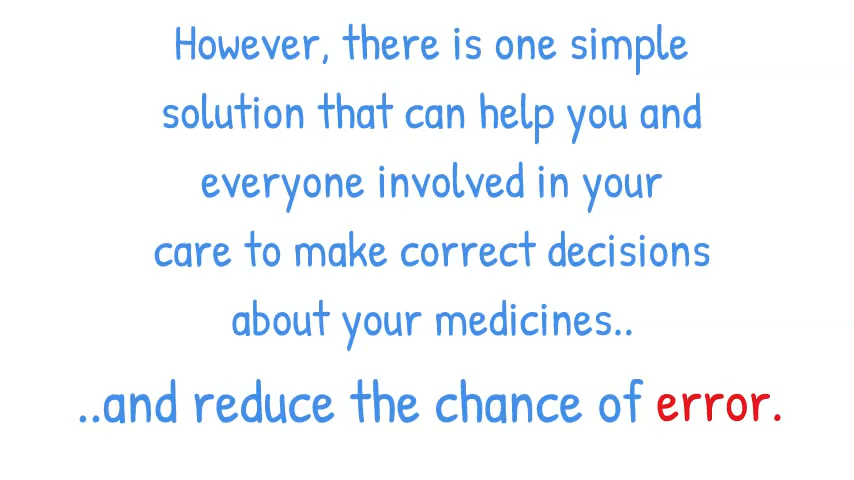 However, there is one simple
solution that can help you and
everyone involved in your
care to make correct decisions
about your medicines..
..and reduce the chance of error.